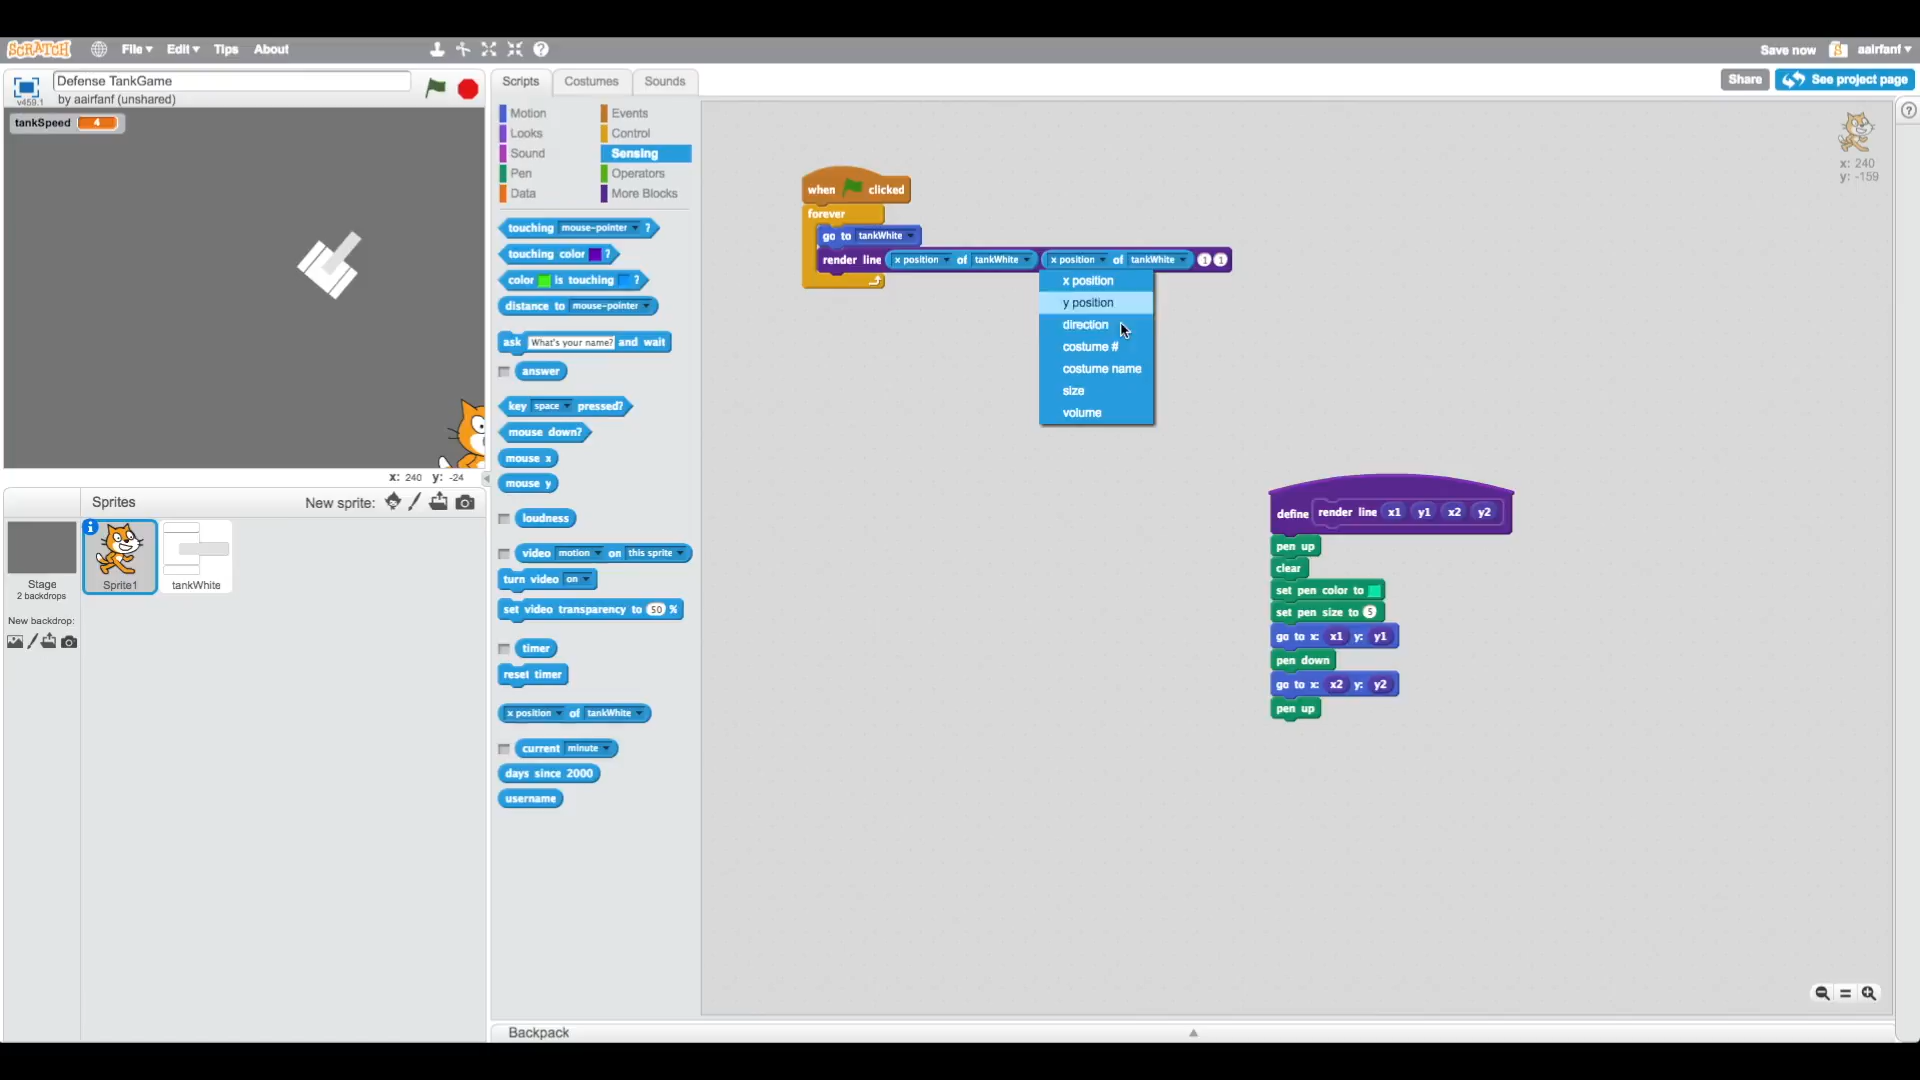 SCRATCH File Edit Tips About Save now aairfanf
Defense TankGame
by aairfanf (unshared)
v459.1
tankSpeed 4
x: 240 y: -24
Sprites New sprite:
Stage
2 backdrops
New backdrop:
Sprite1
tankWhite
Scripts Costumes Sounds
Share See project page
Motion Events
Looks Control
Sound Sensing
Pen Operators
Data More Blocks
touching mouse-pointer ?
touching color ?
color is touching ?
distance to mouse-pointer
ask What's your name? and wait
answer
key space pressed?
mouse down?
mouse x
mouse y
loudness
video motion on this sprite
turn video on
set video transparency to 50 %
timer
reset timer
x position of tankWhite
current minute
days since 2000
username
when clicked
forever
go to tankWhite
render line x position of tankWhite x position of tankWhite 1 1
x position
y position
direction
costume #
costume name
size
volume
define render line x1 y1 x2 y2
pen up
clear
set pen color to
set pen size to 5
go to x: x1 y: y1
pen down
go to x: x2 y: y2
pen up
x: 240
y: -159
Backpack